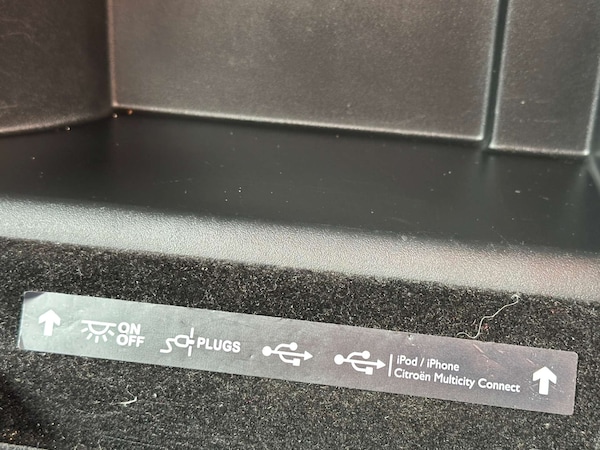 ON
OFF
PLUGS
iPod / iPhone
Citroën Multicity Connect